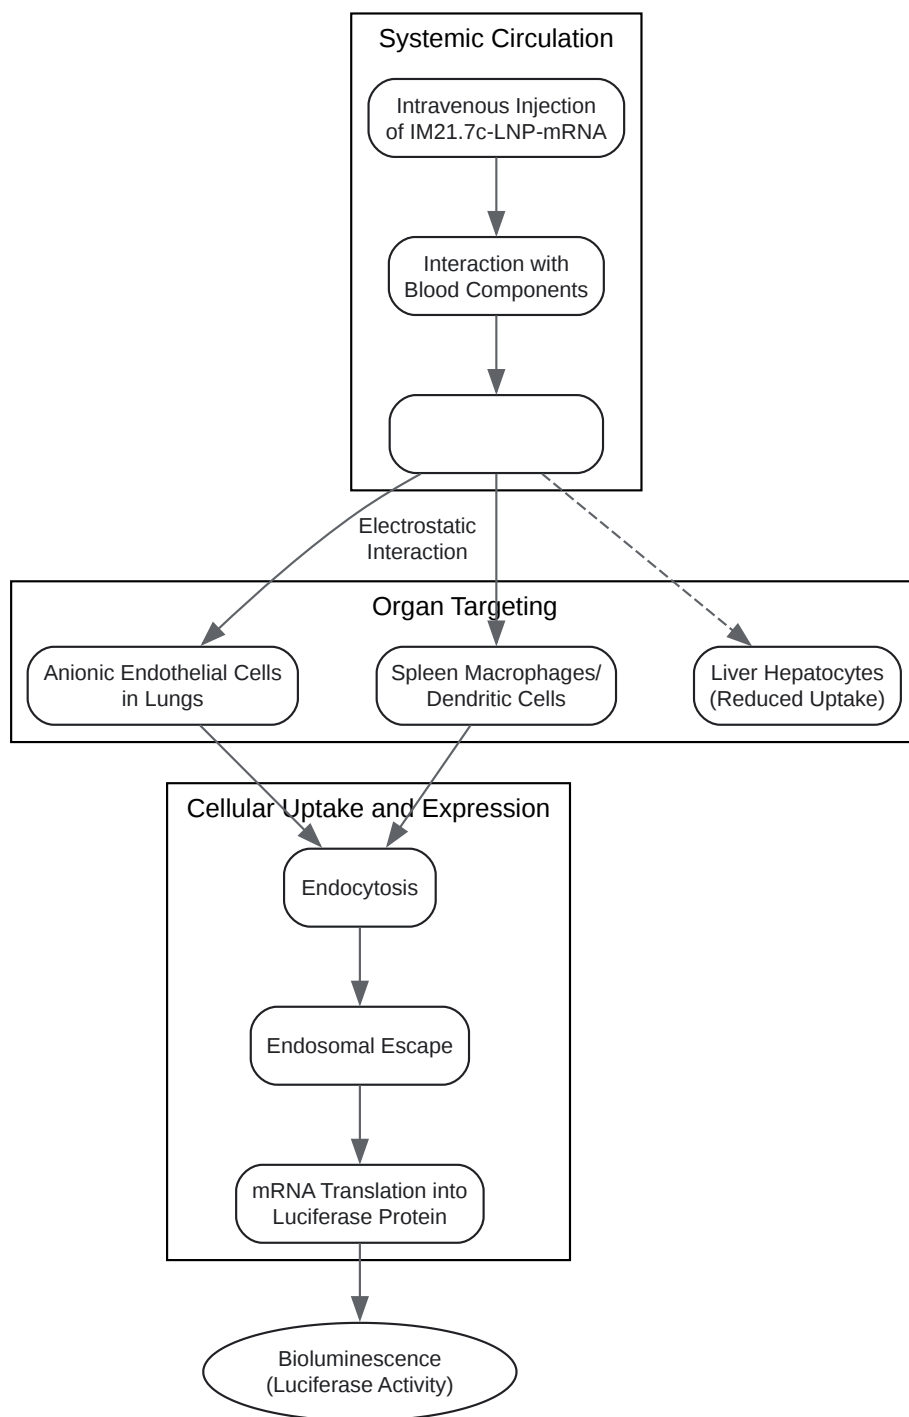 Systemic Circulation
Intravenous Injection
of IM21.7c-LNP-mRNA
Interaction with
Blood Components
Electrostatic
Interaction
Organ Targeting
Anionic Endothelial Cells
in Lungs
Spleen Macrophages/
Dendritic Cells
Liver Hepatocytes
(Reduced Uptake)
Cellular Uptake and Expression
Endocytosis
Endosomal Escape
mRNA Translation into
Luciferase Protein
Bioluminescence
(Luciferase Activity)